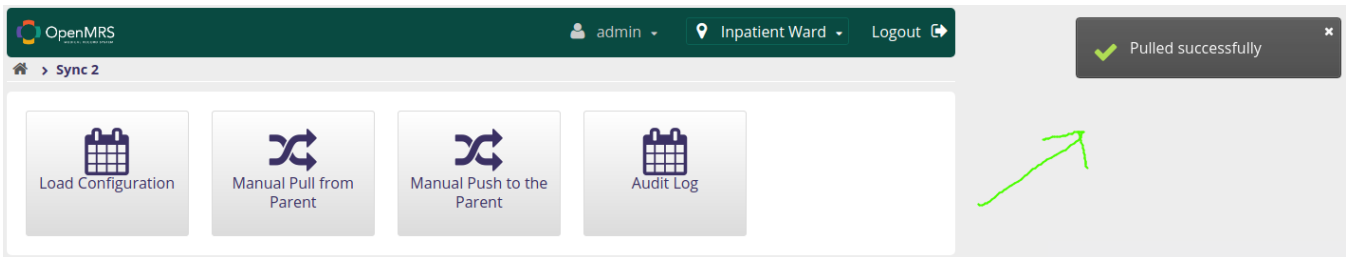 OpenMRS
admin
Inpatient Ward
Logout
Pulled successfully
Sync 2
Load Configuration
Manual Pull from
Parent
Manual Push to the
Parent
Audit Log